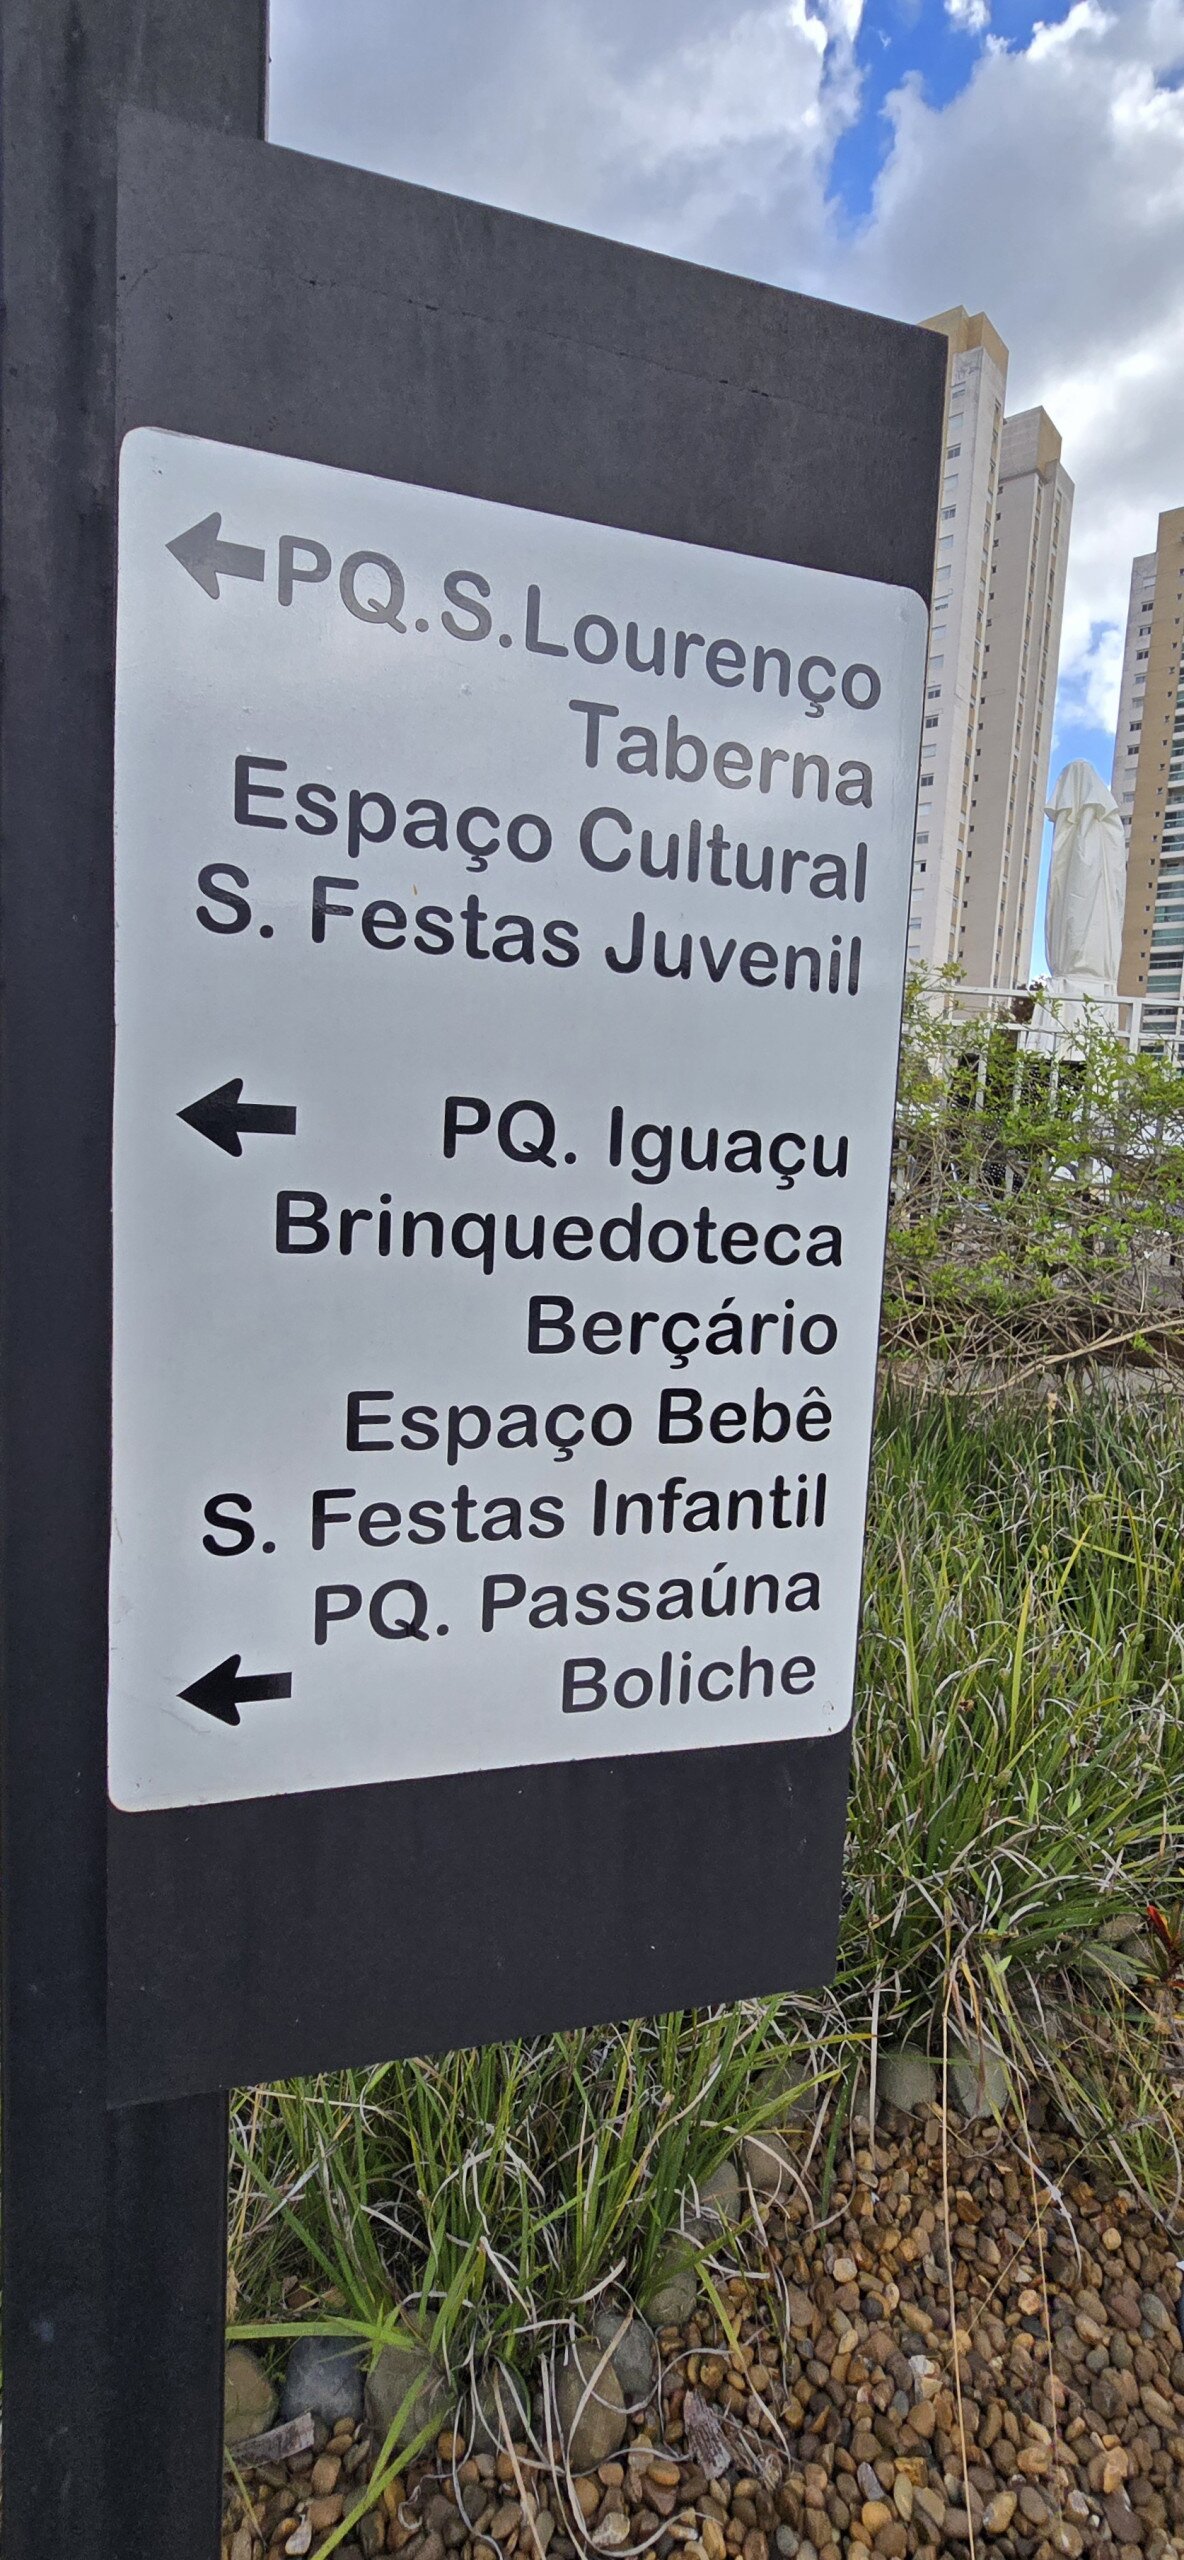 PQ.S.Lourenço
Taberna
Espaço Cultural
S. Festas Juvenil
PQ. Iguaçu
Brinquedoteca
Berçário
Espaço Bebê
S. Festas Infantil
PQ. Passaúna
Boliche